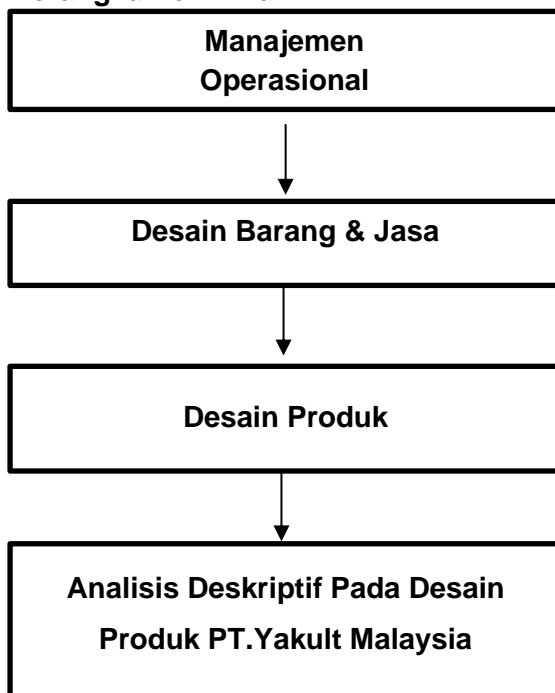 Manajemen
Operasional
Desain Barang & Jasa
Desain Produk
Analisis Deskriptif Pada Desain
Produk PT.Yakult Malaysia